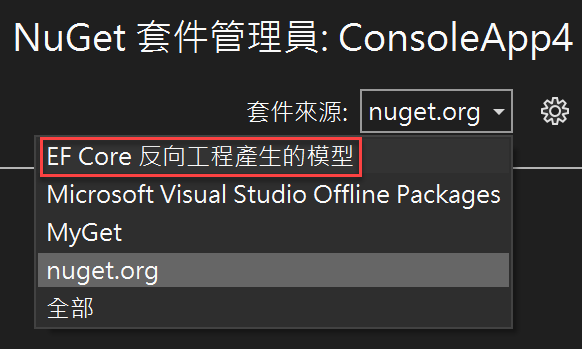 NuGet 套件管理員: ConsoleApp4
套件來源: nuget.org
EF Core 反向工程產生的模型
Microsoft Visual Studio Offline Packages
MyGet
nuget.org
全部